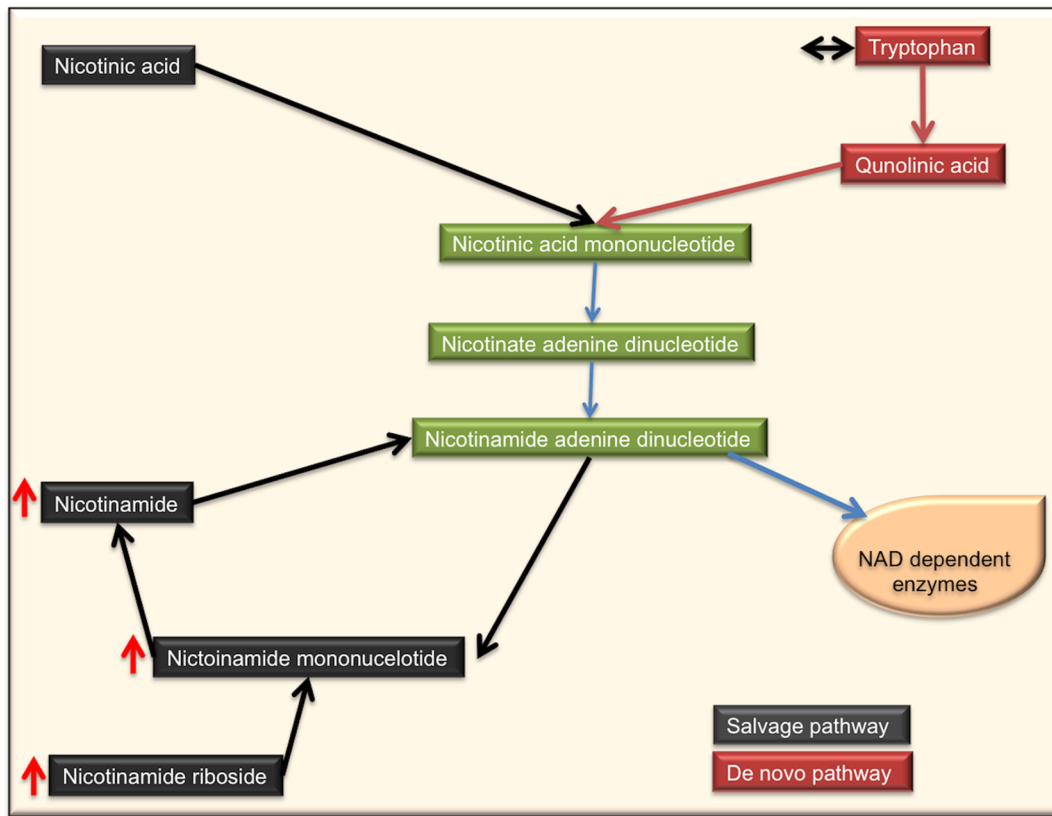 Nicotinic acid
Tryptophan
Qunolinic acid
Nicotinic acid mononucleotide
Nicotinate adenine dinucleotide
Nicotinamide adenine dinucleotide
Nicotinamide
NAD dependent
enzymes
Nictoinamide mononucelotide
Nicotinamide riboside
Salvage pathway
De novo pathway